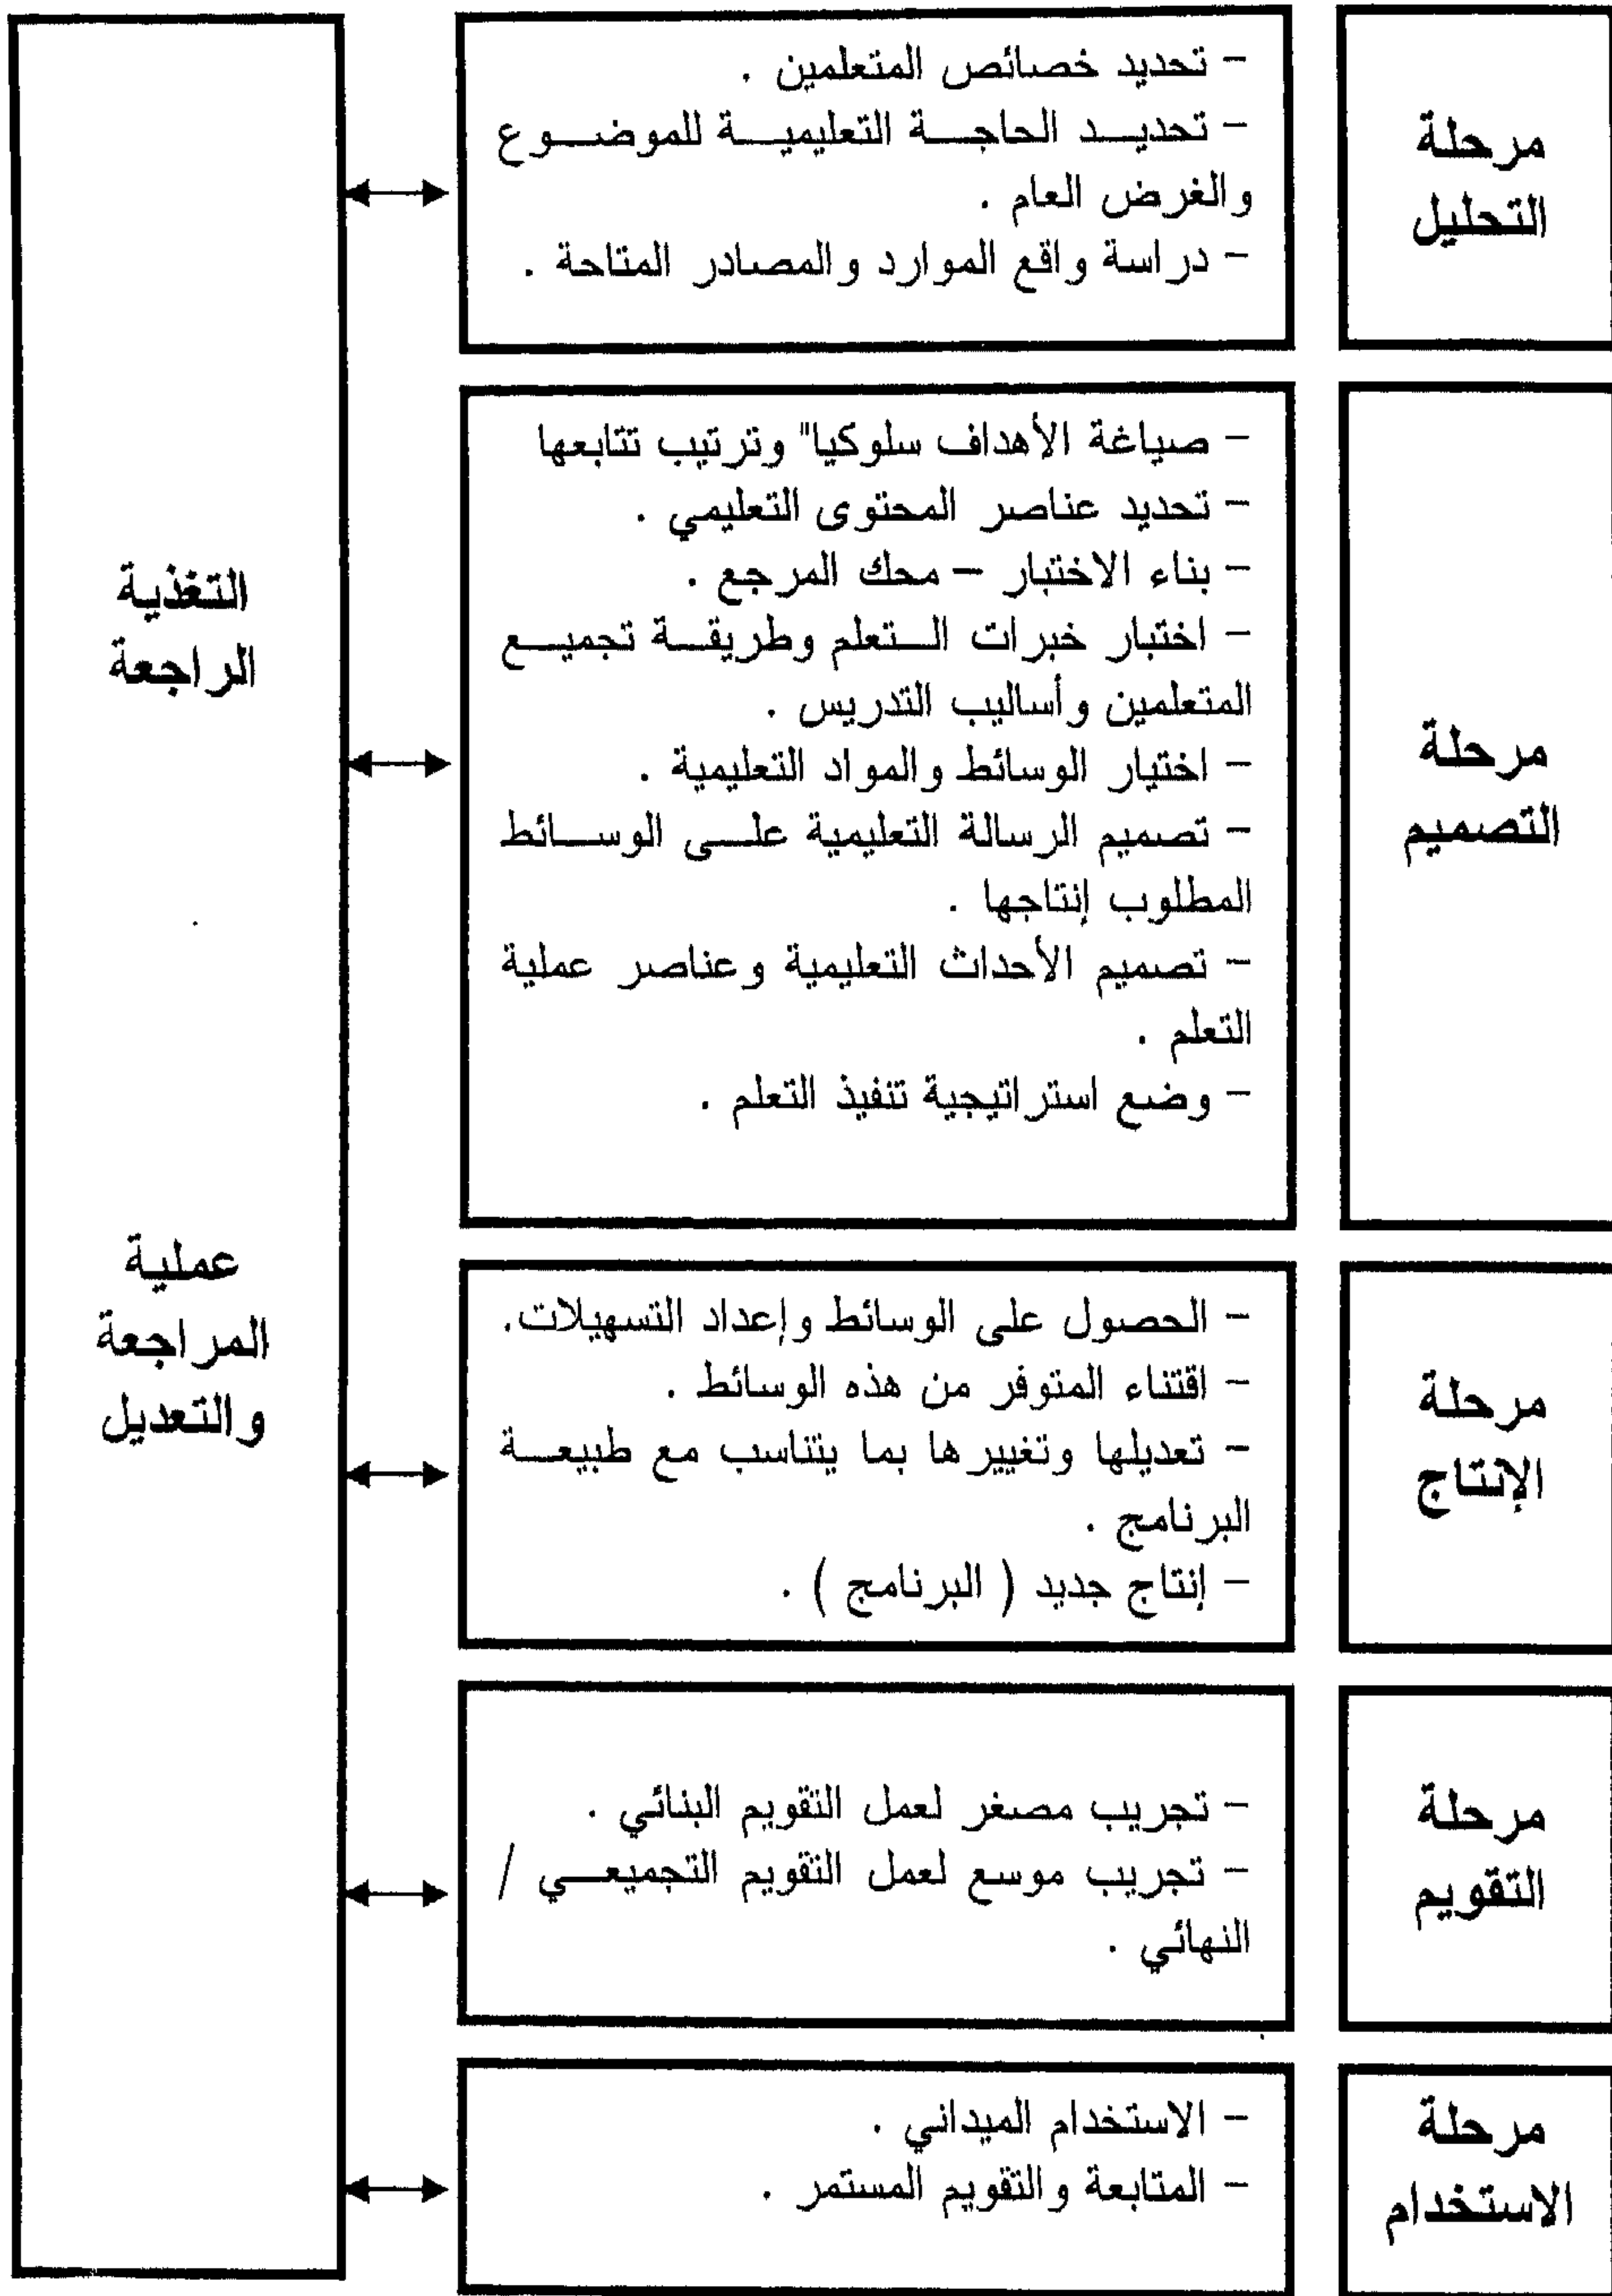 مرحلة
التحليل
- تحديد خصائص المتعلمين .
- تحديد الحاجة التعليمية للموضوع
والغرض العام .
- دراسة واقع الموارد والمصادر المتاحة .
مرحلة
التصميم
- صياغة الأهداف سلوكيا" وترتيب تتابعها
- تحديد عناصر المحتوى التعليمي .
- بناء الاختبار – محك المرجع .
- اختبار خبرات التعلم وطريقة تجميع
المتعلمين وأساليب التدريس .
- اختيار الوسائط والمواد التعليمية .
- تصميم الرسالة التعليمية على الوسائط
المطلوب إنتاجها .
- تصميم الأحداث التعليمية وعناصر عملية
التعلم .
- وضع استراتيجية تنفيذ التعلم .
مرحلة
الإنتاج
- الحصول على الوسائط وإعداد التسهيلات.
- اقتناء المتوفر من هذه الوسائط .
- تعديلها وتغييرها بما يتناسب مع طبيعة
البرنامج .
- إنتاج جديد ( البرنامج ) .
مرحلة
التقويم
- تجريب مصغر لعمل التقويم البنائي .
- تجريب موسع لعمل التقويم التجميعي /
النهائي .
مرحلة
الاستخدام
- الاستخدام الميداني .
- المتابعة والتقويم المستمر .
التغذية
الراجعة
عملية
المراجعة
والتعديل